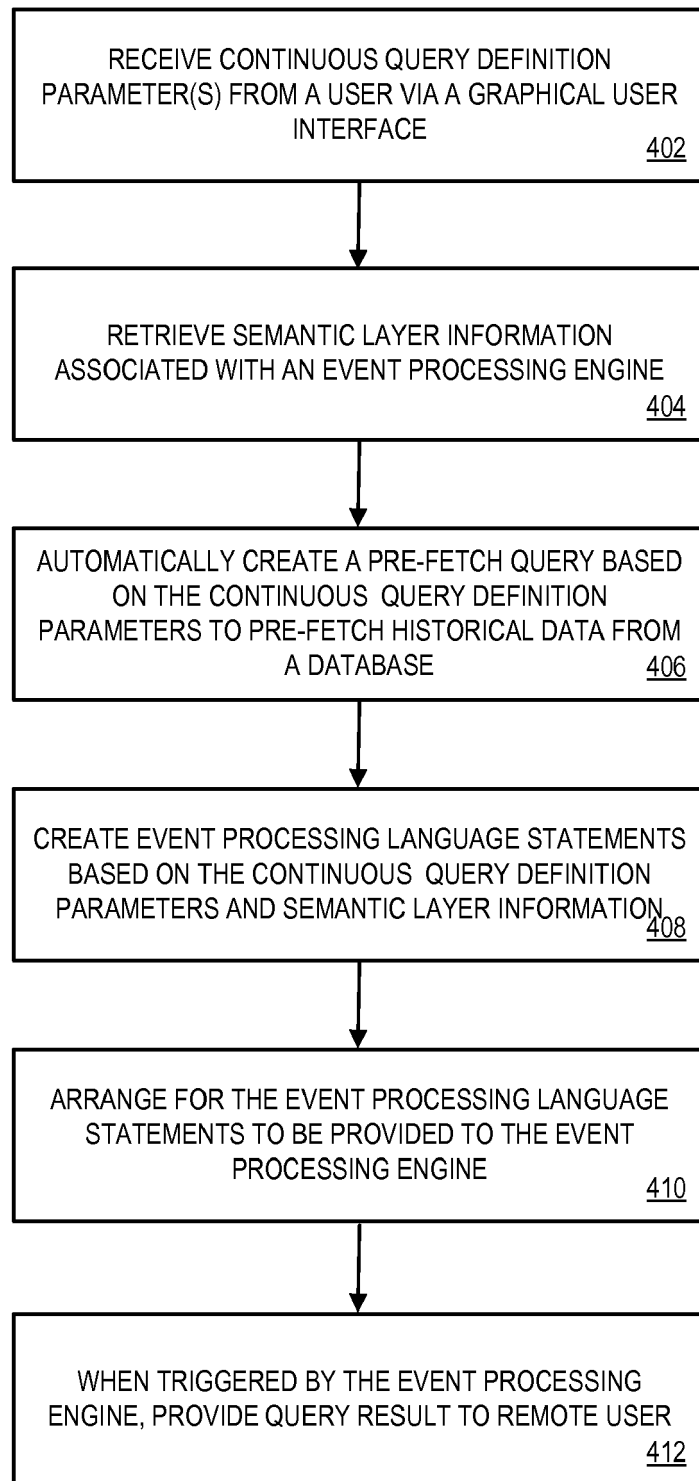 RECEIVE CONTINUOUS QUERY DEFINITION
PARAMETER(S) FROM A USER VIA A GRAPHICAL USER
INTERFACE
402
RETRIEVE SEMANTIC LAYER INFORMATION
ASSOCIATED WITH AN EVENT PROCESSING ENGINE
404
AUTOMATICALLY CREATE A PRE-FETCH QUERY BASED
ON THE CONTINUOUS QUERY DEFINITION
PARAMETERS TO PRE-FETCH HISTORICAL DATA FROM
A DATABASE
406
CREATE EVENT PROCESSING LANGUAGE STATEMENTS
BASED ON THE CONTINUOUS QUERY DEFINITION
PARAMETERS AND SEMANTIC LAYER INFORMATION
408
ARRANGE FOR THE EVENT PROCESSING LANGUAGE
STATEMENTS TO BE PROVIDED TO THE EVENT
PROCESSING ENGINE
410
WHEN TRIGGERED BY THE EVENT PROCESSING
ENGINE, PROVIDE QUERY RESULT TO REMOTE USER
412